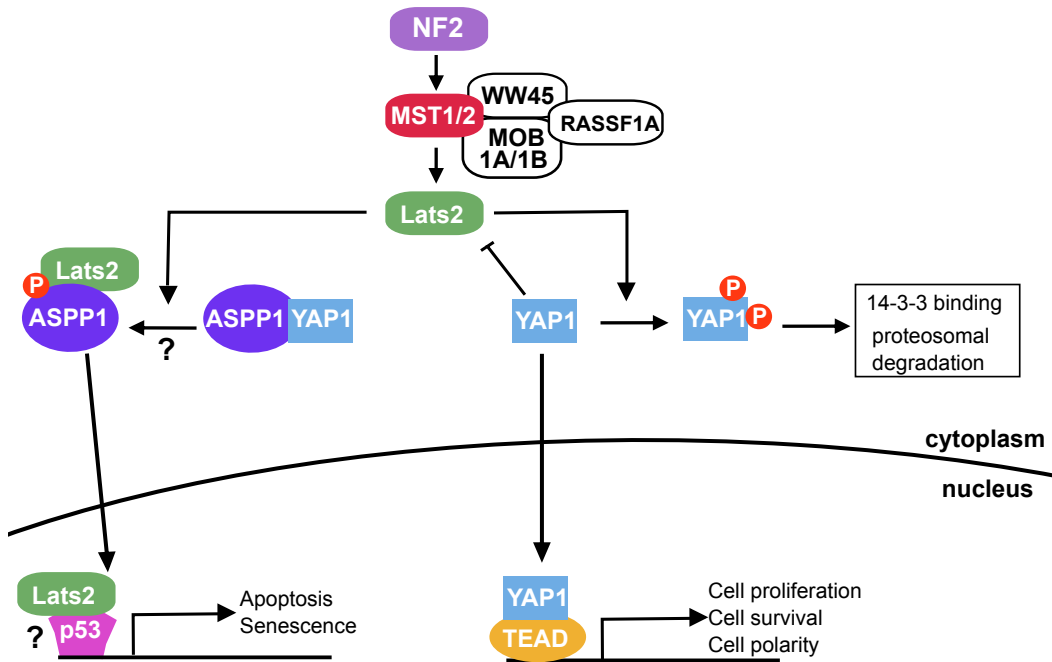 NF2
MST1/2
WW45
MOB
1A/1B
RASSF1A
Lats2
Lats2
P
ASPP1
?
ASPP1
YAP1
YAP1
P
YAP1
P
14-3-3 binding
proteosomal
degradation
cytoplasm
nucleus
Lats2
?
p53
Apoptosis
Senescence
YAP1
TEAD
Cell proliferation
Cell survival
Cell polarity